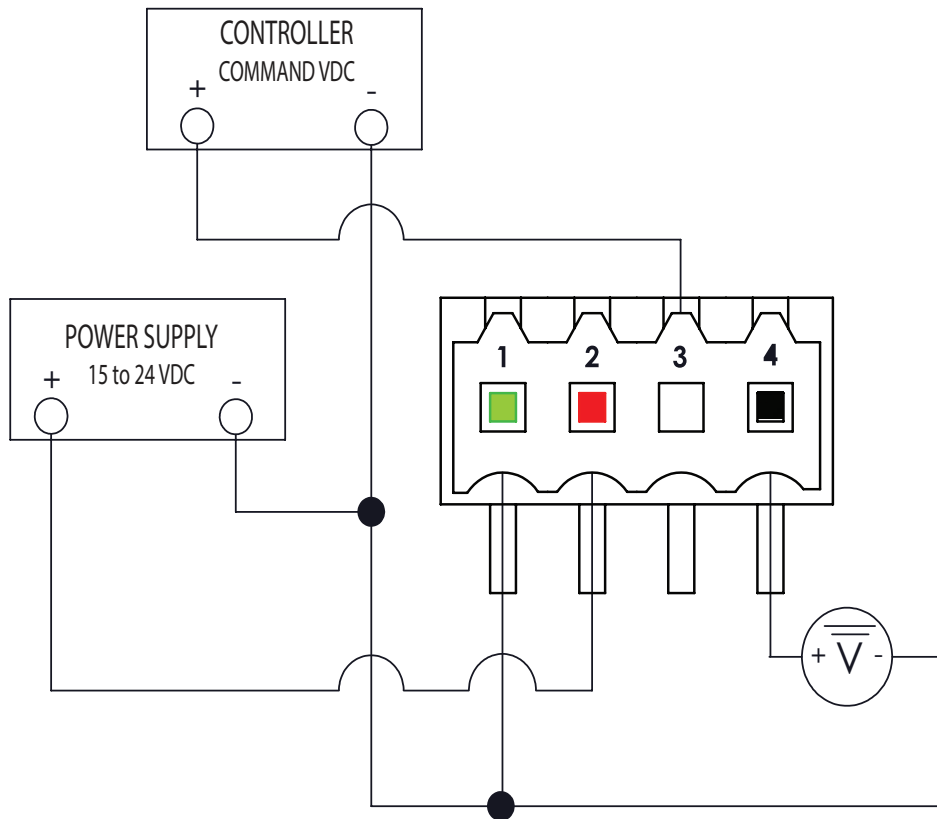 CONTROLLER
COMMAND VDC
+ -
POWER SUPPLY
15 to 24 VDC
+ -
1 2 3 4
+ V -